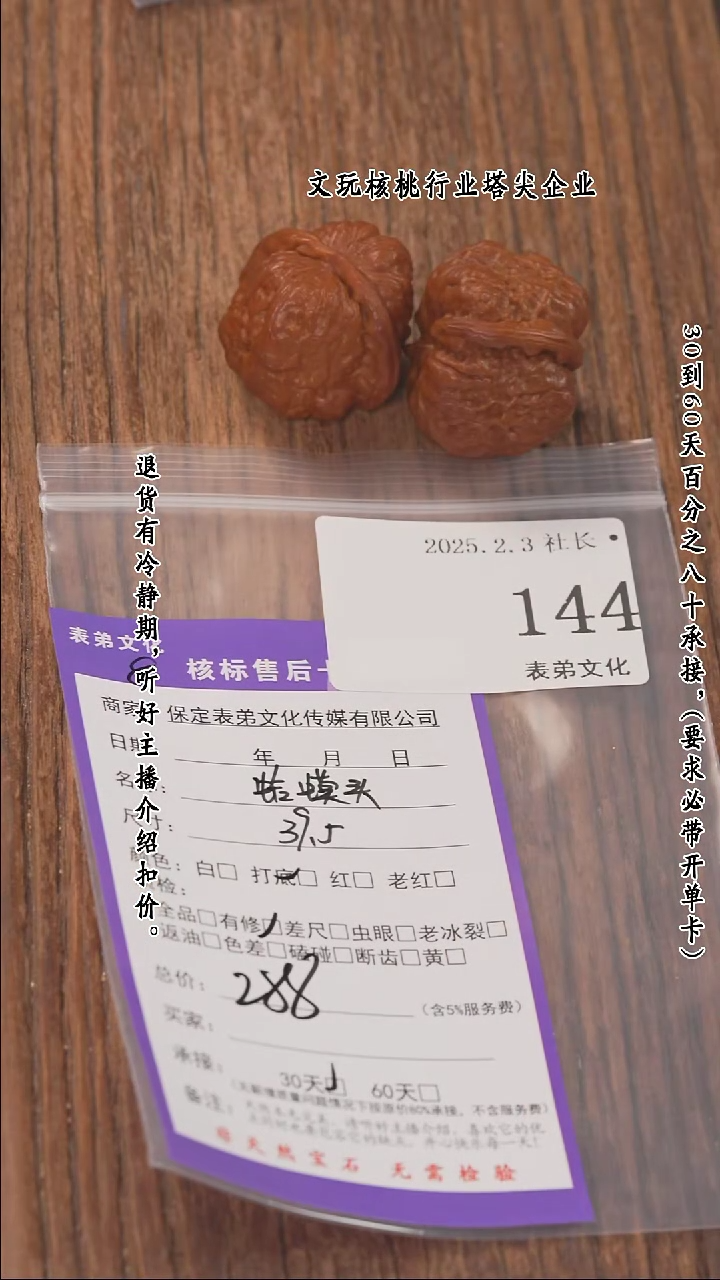 文玩核桃行业塔尖企业
30到60天百分之八十承接，（要求必带开单卡）
退货有冷静期，听好主播介绍扣价。
2025.2.3 社长
144
表弟文化
表弟文化
核标售后
商家 保定表弟文化传媒有限公司
日期 年 月 日
名 : 蛤蟆头
尺寸: 39.5
颜色: 白□ 打底□ 红□ 老红□
检:
全品□有修□差尺□虫眼□老冰裂□
返油□色差□磕碰□断齿□黄□
总价: 288 (含5%服务费)
买家:
承接: 30天□ 60天□
备注:
非天然宝石 无需检验